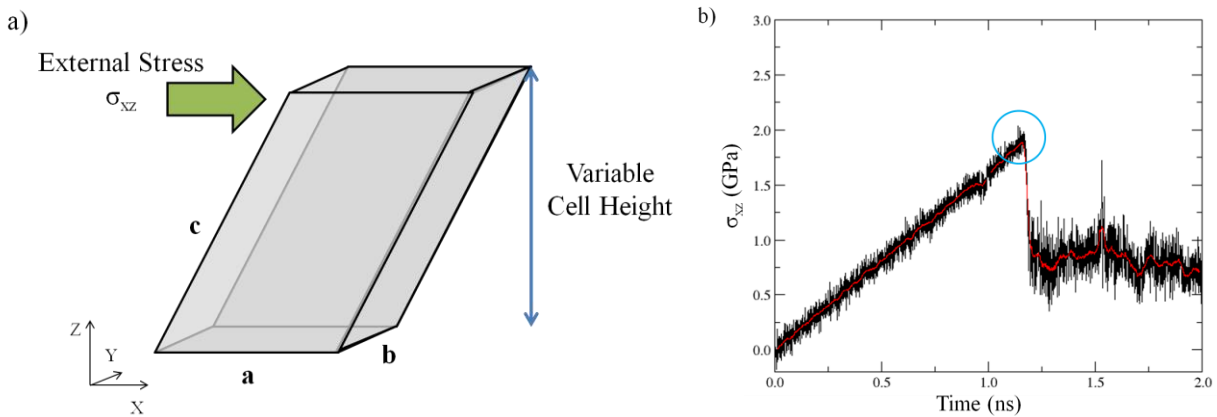 a)
External Stress
σxz
Variable
Cell Height
c
b
a
Z
Y
X
b)
σxz (GPa)
3.0
2.5
2.0
1.5
1.0
0.5
0.0
0.0 0.5 1.0 1.5 2.0
Time (ns)